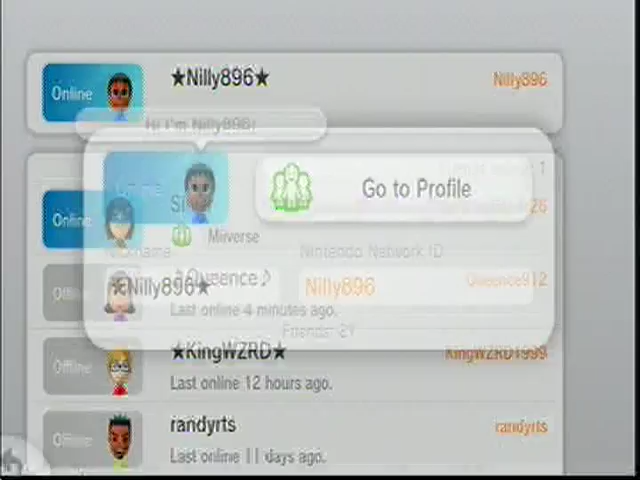 Online ★Nilly896★ Nilly896
Hi I'm Nilly896!
Go to Profile
Online
Miiverse
Nickname Nintendo Network ID
Offline ♪Queence♪ Queence912
★Nilly896★ Nilly896
Last online 4 minutes ago.
Friends: 21
Offline ★KingWZRD★ KingWZRD1999
Last online 12 hours ago.
Offline randyrts randyrts
Last online 11 days ago.